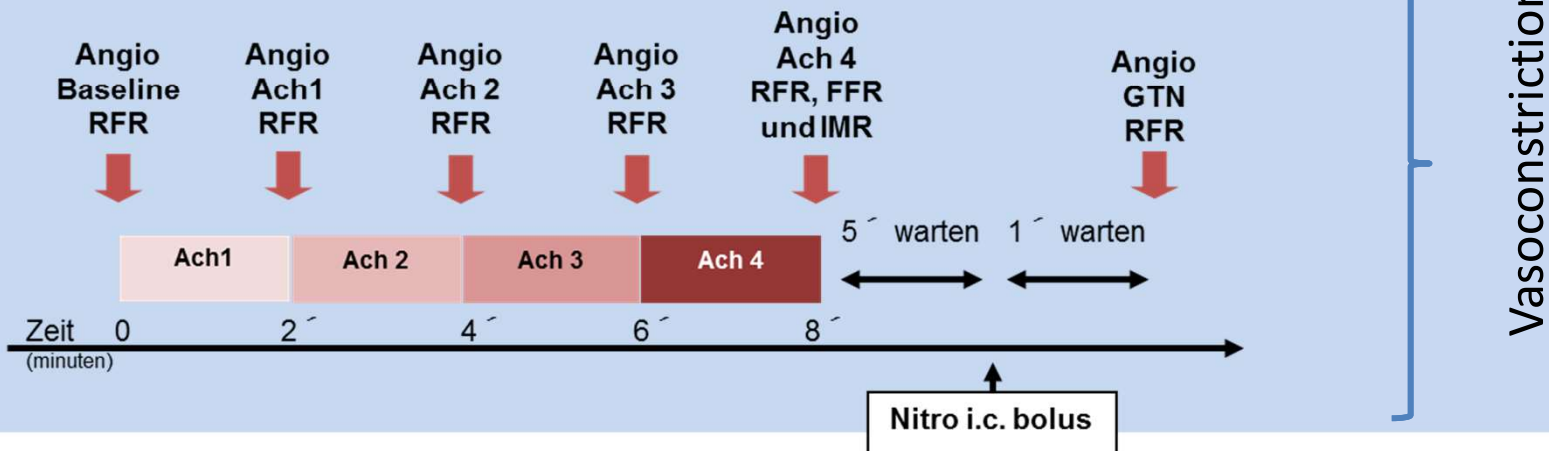 Angio
Baseline
RFR
Angio
Ach1
RFR
Angio
Ach 2
RFR
Angio
Ach 3
RFR
Angio
Ach 4
RFR, FFR
und IMR
Angio
GTN
RFR
Ach1
Ach 2
Ach 3
Ach 4
5 ´ warten
1 ´ warten
Zeit
(minuten)
0
2 ´
4 ´
6 ´
8 ´
Nitro i.c. bolus
Vasoconstriction